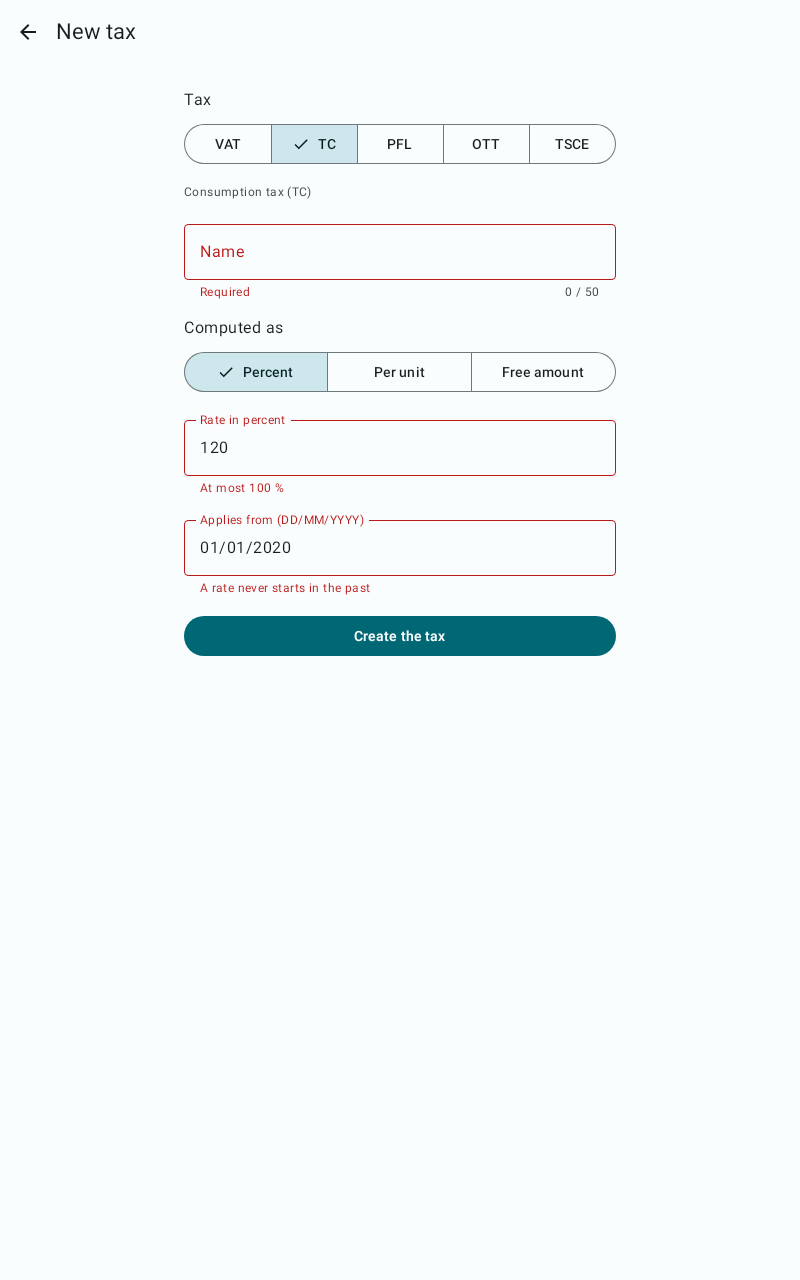 New tax
Tax
VAT TC PFL OTT TSCE
Consumption tax (TC)
Name
Required 0 / 50
Computed as
Percent Per unit Free amount
Rate in percent
120
At most 100 %
Applies from (DD/MM/YYYY)
01/01/2020
A rate never starts in the past
Create the tax